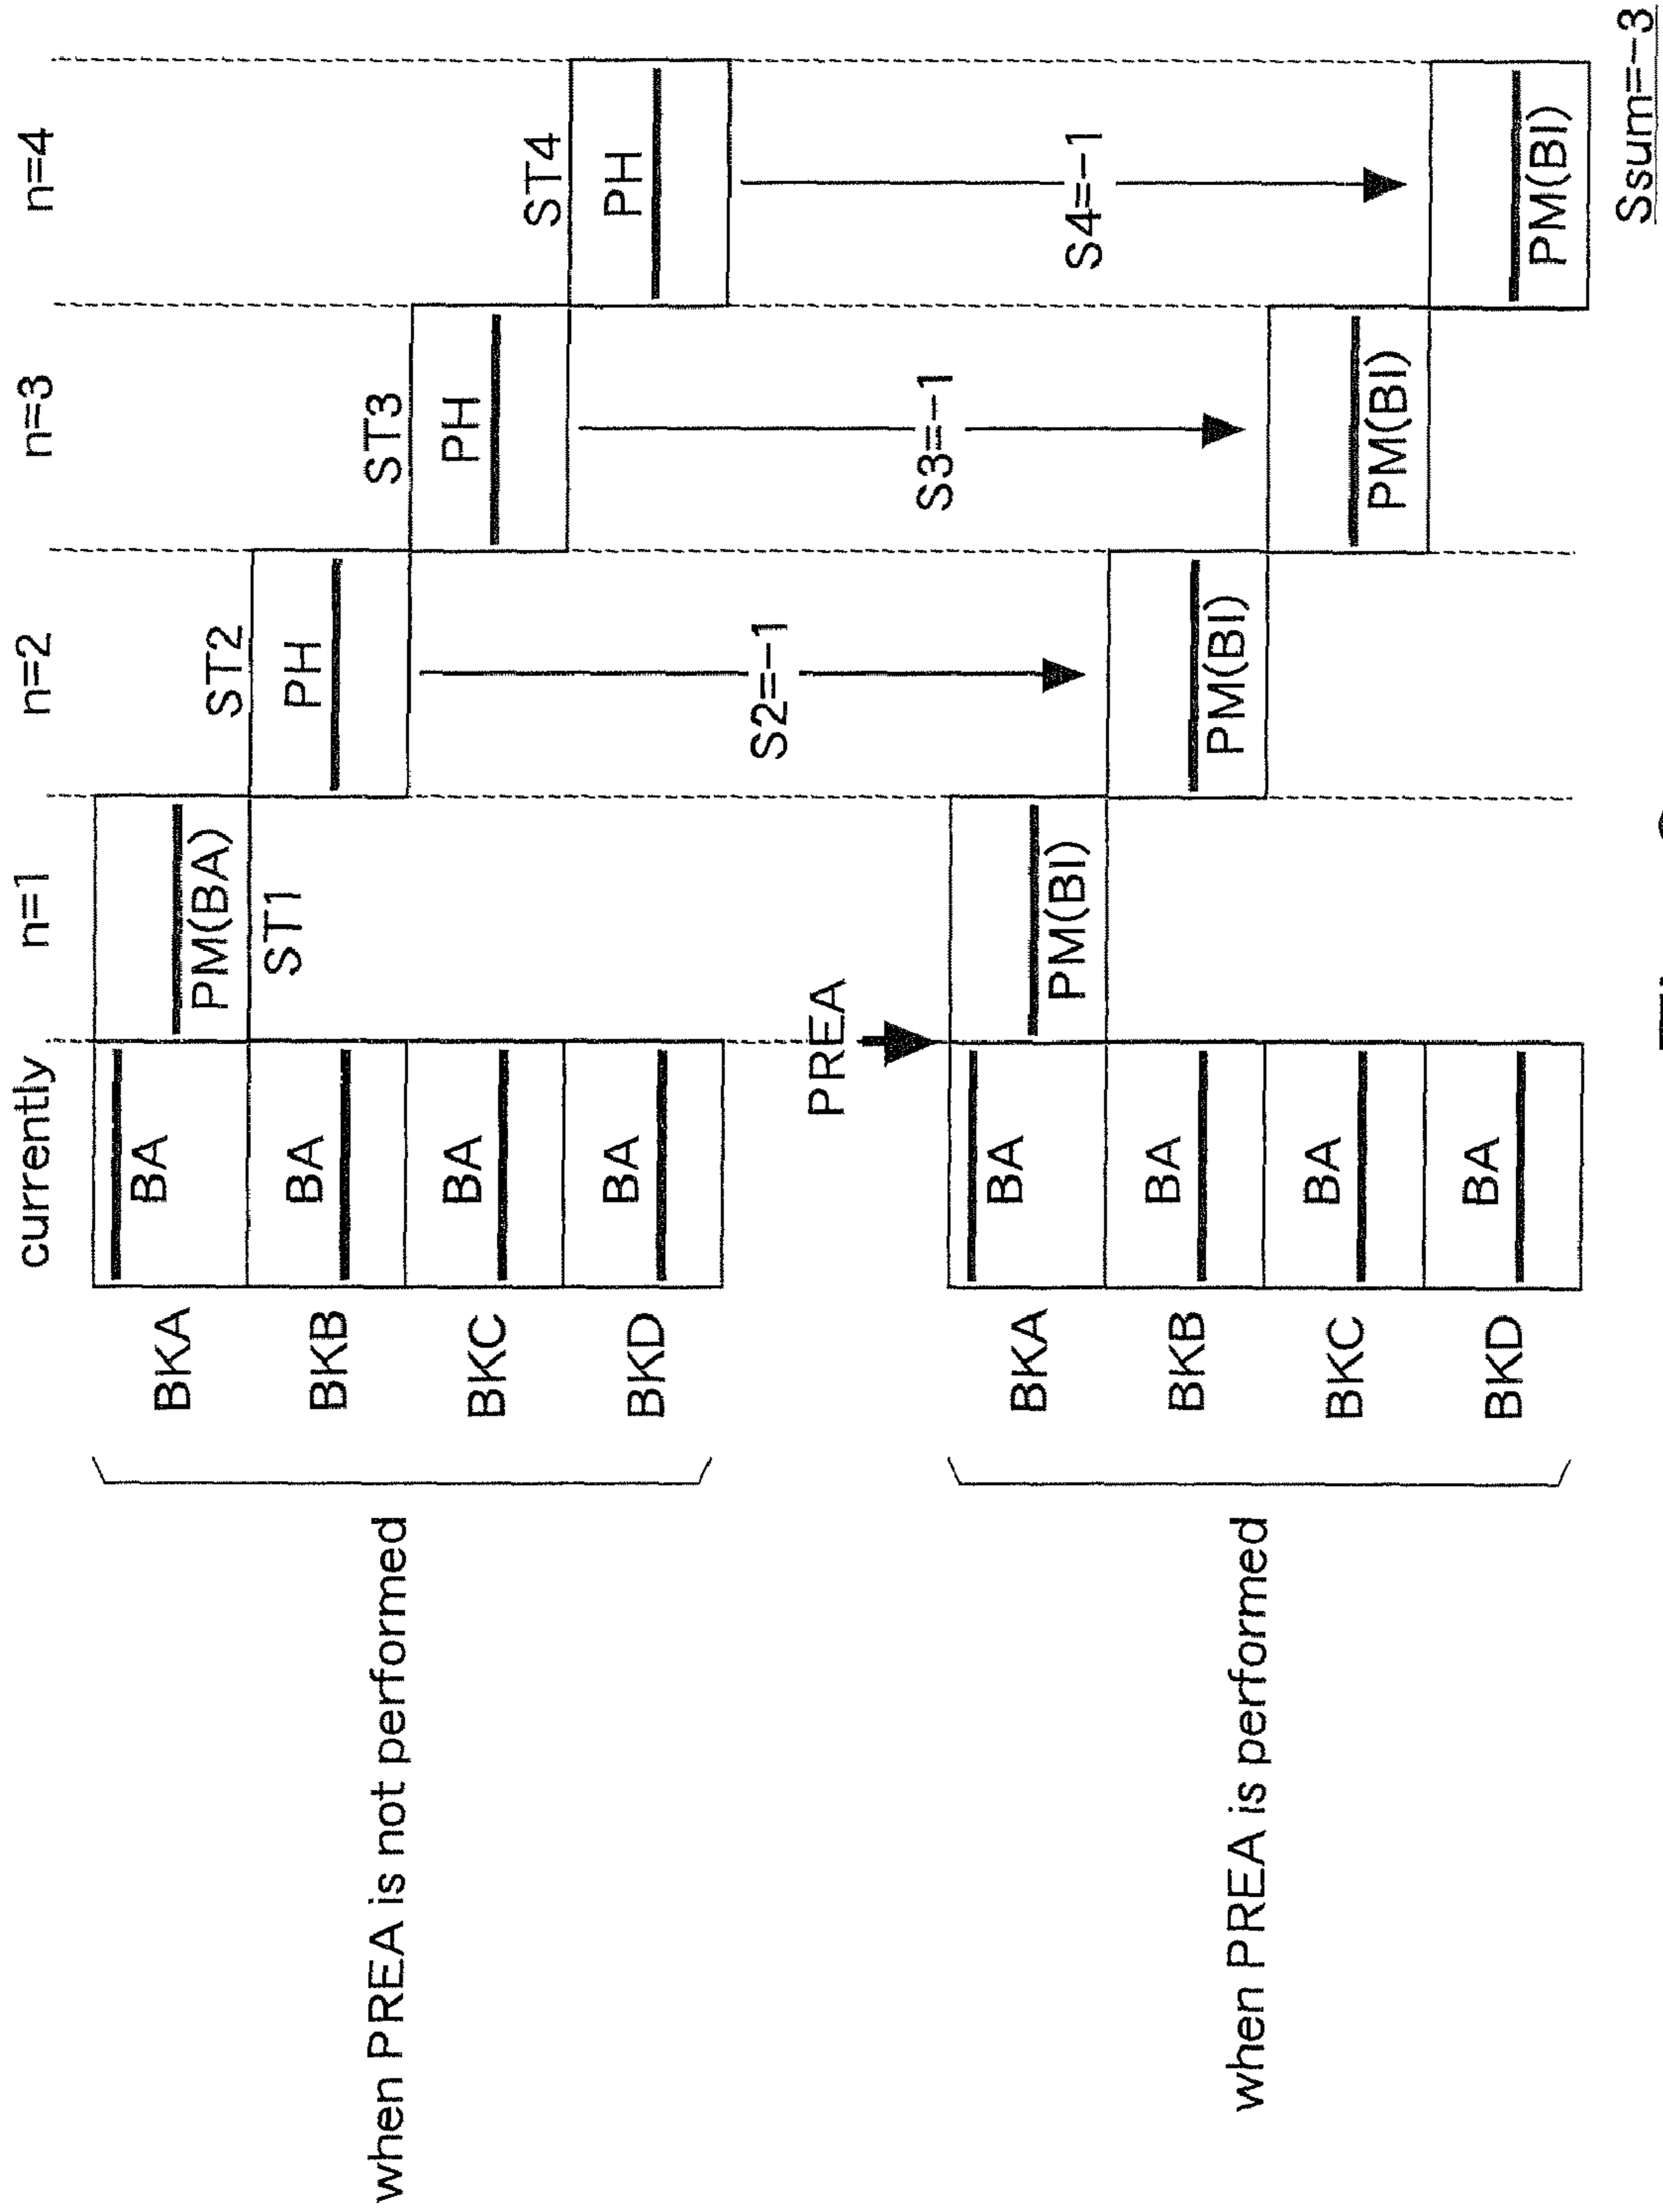 currently
n=1
n=2
n=3
n=4
when PREA is not performed
BKA
BA
PM(BA)
ST1
BKB
BA
ST2
PH
BKC
BA
ST3
PH
BKD
BA
ST4
PH
PREA
S2=-1
S3=-1
S4=-1
when PREA is performed
BKA
BA
PM(BI)
BKB
BA
PM(BI)
BKC
BA
PM(BI)
BKD
BA
PM(BI)
Ssum=-3